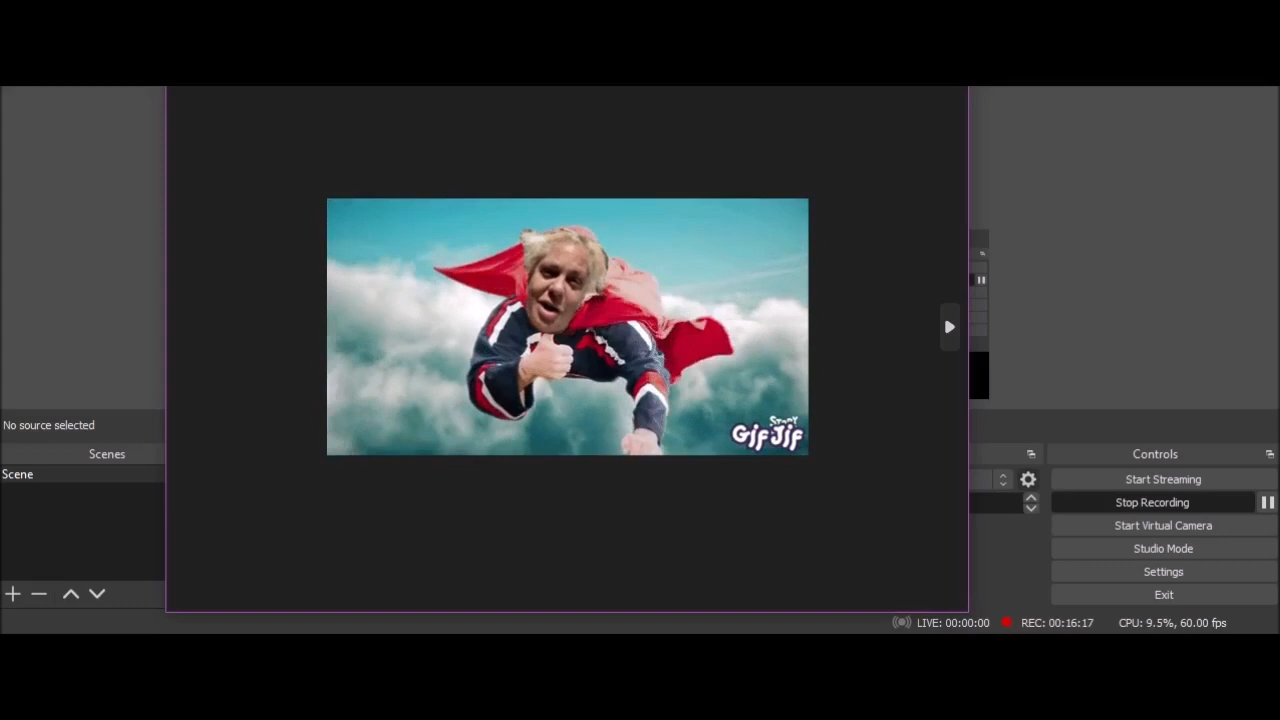 STORY
GifJif
No source selected
Scenes
Controls
Scene
Start Streaming
Stop Recording
Start Virtual Camera
Studio Mode
Settings
Exit
LIVE: 00:00:00
REC: 00:16:17
CPU: 9.5%, 60.00 fps